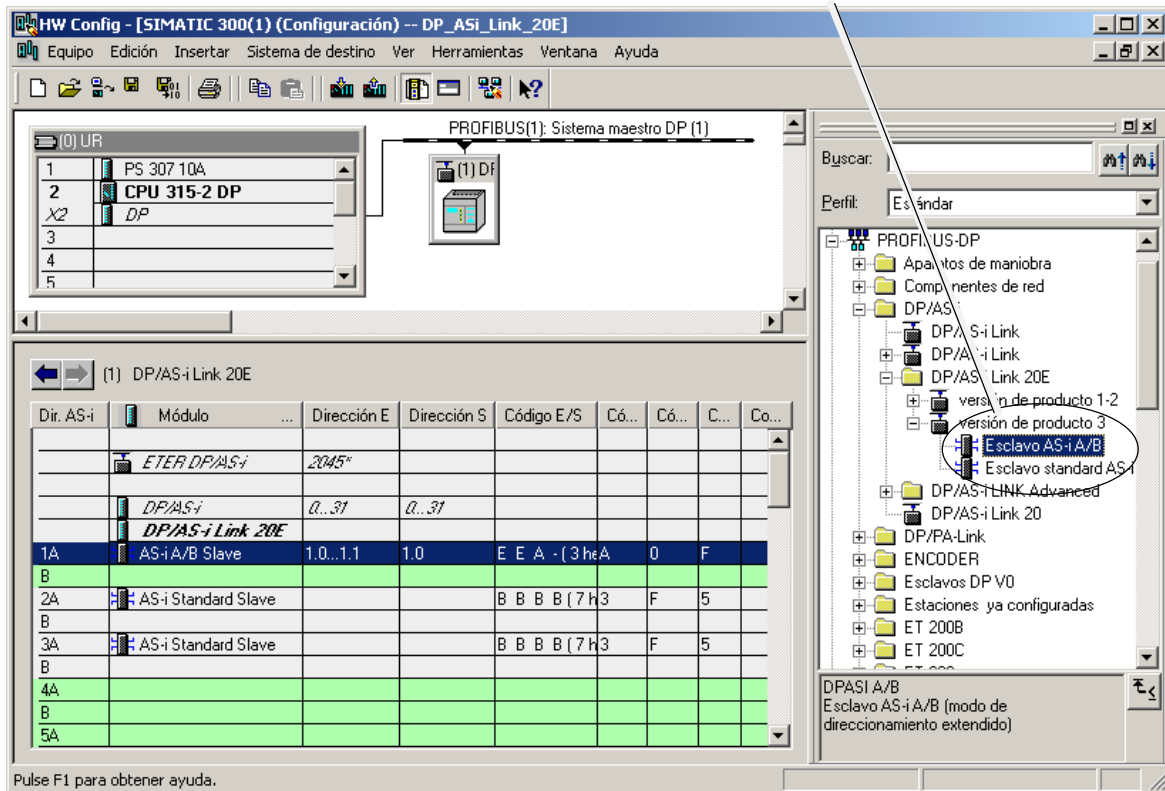 HW Config - [SIMATIC 300(1) (Configuración) -- DP_ASi_Link_20E]
Equipo Edición Insertar Sistema de destino Ver Herramientas Ventana Ayuda
PROFIBUS(1): Sistema maestro DP (1)
(0) UR
1 PS 307 10A
2 CPU 315-2 DP
X2 DP
3
4
5
(1) DP
Buscar:
Perfil: Estándar
PROFIBUS-DP
Aparatos de maniobra
Componentes de red
DP/AS-i
DP/AS-i Link
DP/AS-i Link
DP/AS-i Link 20E
versión de producto 1-2
versión de producto 3
Esclavo AS-i A/B
Esclavo standard AS-i
DP/AS-i LINK Advanced
DP/AS-i Link 20
DP/PA-Link
ENCODER
Esclavos DP V0
Estaciones ya configuradas
ET 200B
ET 200C
DPASI A/B
Esclavo AS-i A/B (modo de
direccionamiento extendido)
(1) DP/AS-i Link 20E
Dir. AS-i Módulo ... Dirección E Dirección S Código E/S Có... Có... C... Co...
ETER DP/AS-i 2045*
DP/AS-i 0...31 0...31
DP/AS-i Link 20E
1A AS-i A/B Slave 1.0...1.1 1.0 E E A - ( 3 he A 0 F
B
2A AS-i Standard Slave B B B B ( 7 h 3 F 5
B
3A AS-i Standard Slave B B B B ( 7 h 3 F 5
B
4A
B
5A
Pulse F1 para obtener ayuda.